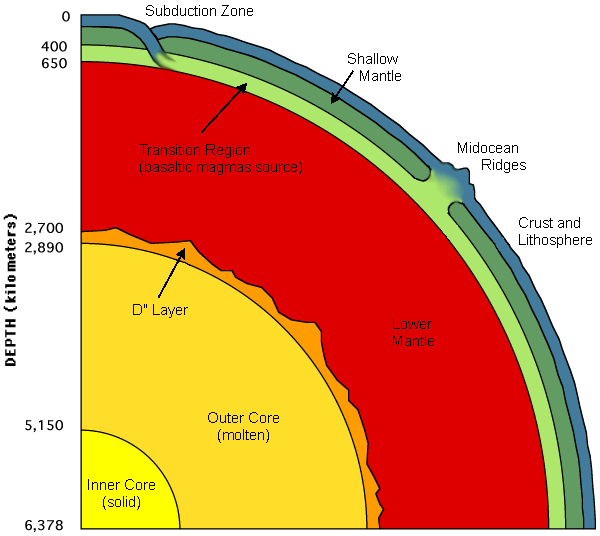 Subduction Zone
0
400
650
Shallow
Mantle
Transition Region
(basaltic magmas source)
Midocean
Ridges
Crust and
Lithosphere
2,700
2,890
D" Layer
DEPTH (kilometers)
Lower
Mantle
Outer Core
(molten)
5,150
Inner Core
(solid)
6,378